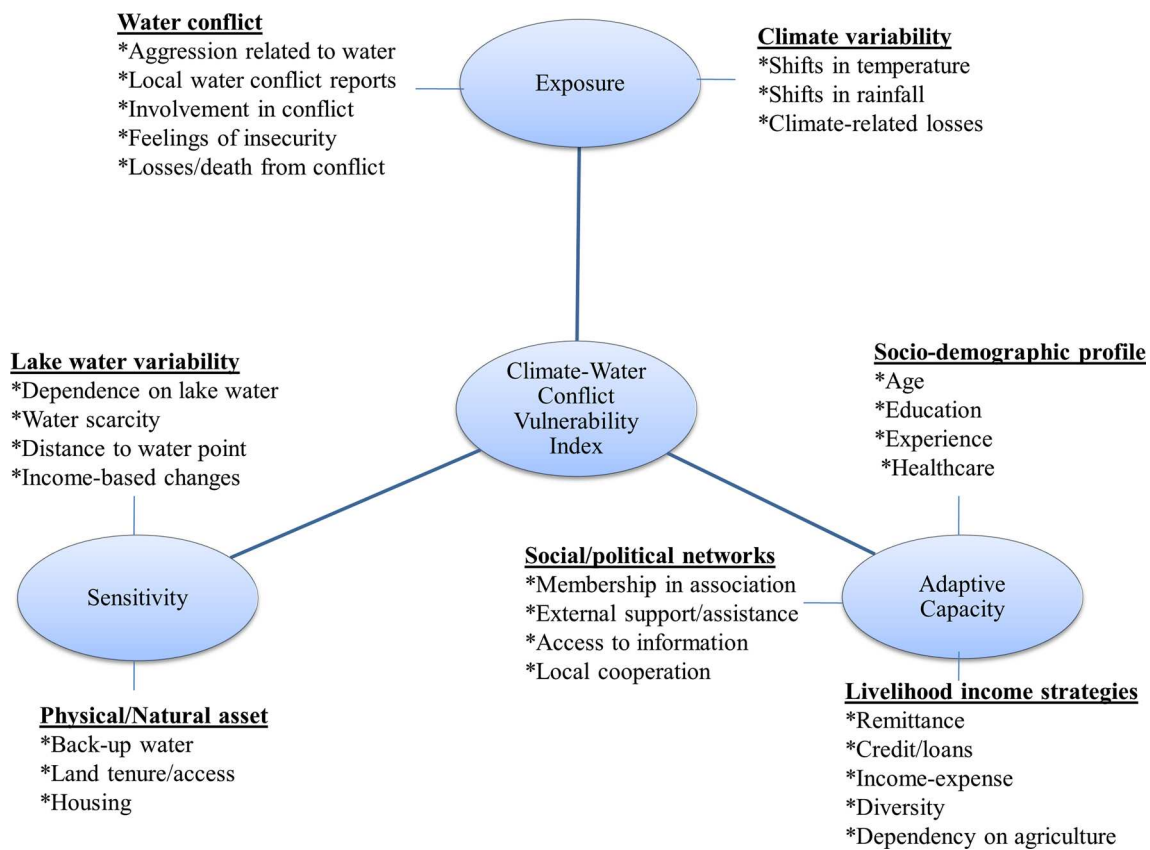 Water conflict
*Aggression related to water
*Local water conflict reports
*Involvement in conflict
*Feelings of insecurity
*Losses/death from conflict
Exposure
Climate variability
*Shifts in temperature
*Shifts in rainfall
*Climate-related losses
Climate-Water
Conflict
Vulnerability
Index
Lake water variability
*Dependence on lake water
*Water scarcity
*Distance to water point
*Income-based changes
Sensitivity
Physical/Natural asset
*Back-up water
*Land tenure/access
*Housing
Socio-demographic profile
*Age
*Education
*Experience
*Healthcare
Social/political networks
*Membership in association
*External support/assistance
*Access to information
*Local cooperation
Adaptive
Capacity
Livelihood income strategies
*Remittance
*Credit/loans
*Income-expense
*Diversity
*Dependency on agriculture